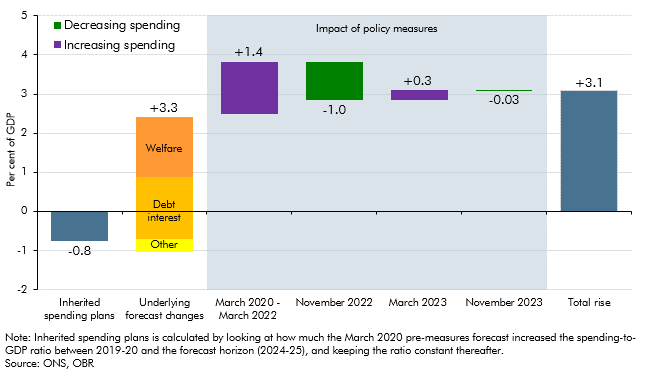 5
4
3
2
1
0
-1
-2
Per cent of GDP
Decreasing spending
Increasing spending
Impact of policy measures
-0.8
+3.3
Welfare
Debt
interest
Other
+1.4
-1.0
+0.3
-0.03
+3.1
Inherited
spending plans
Underlying
forecast changes
March 2020 -
March 2022
November 2022
March 2023
November 2023
Total rise
Note: Inherited spending plans is calculated by looking at how much the March 2020 pre-measures forecast increased the spending-to-
GDP ratio between 2019-20 and the forecast horizon (2024-25), and keeping the ratio constant thereafter.
Source: ONS, OBR